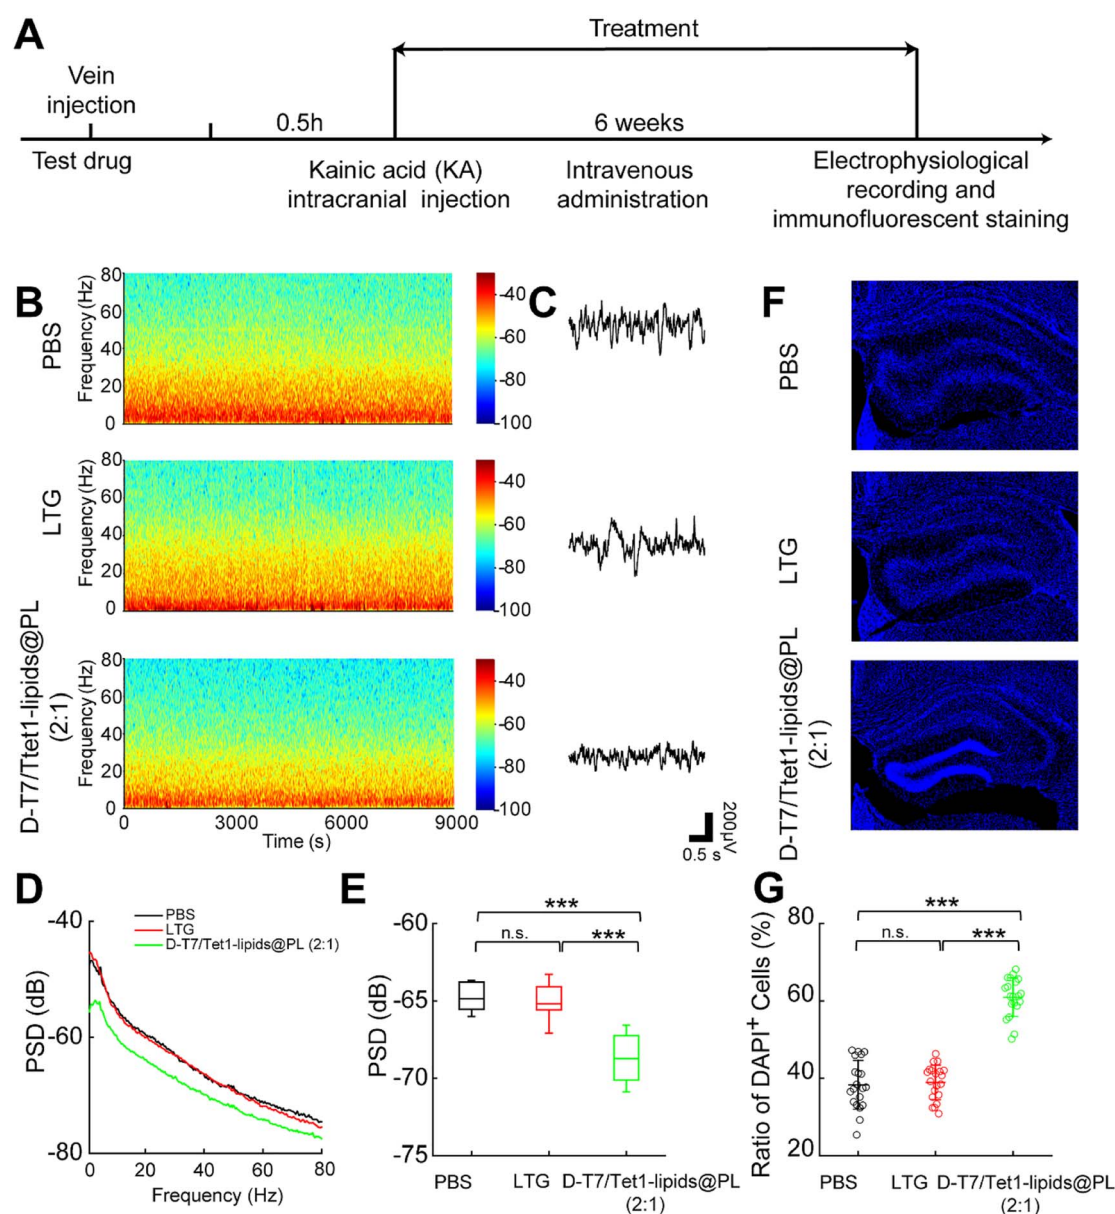 A
Treatment
Vein
injection
0.5h
6 weeks
Test drug
Kainic acid (KA)
intracranial injection
Intravenous
administration
Electrophysiological
recording and
immunofluorescent staining
B
PBS
Frequency (Hz)
80
60
40
20
0
-40
-60
-80
-100
LTG
Frequency (Hz)
80
60
40
20
0
-40
-60
-80
-100
D-T7/Ttet1-lipids@PL
(2:1)
Frequency (Hz)
80
60
40
20
0
-40
-60
-80
-100
0 3000 6000 9000
Time (s)
C
200µV
0.5 s
F
PBS
LTG
D-T7/Ttet1-lipids@PL
(2:1)
D
PBS
LTG
D-T7/Tet1-lipids@PL (2:1)
PSD (dB)
-40
-60
-80
0 20 40 60 80
Frequency (Hz)
E
PSD (dB)
-60
-65
-70
-75
***
n.s.
***
PBS LTG D-T7/Tet1-lipids@PL
(2:1)
G
Ratio of DAPI⁺ Cells (%)
80
60
40
20
***
n.s.
***
PBS LTG D-T7/Tet1-lipids@PL
(2:1)